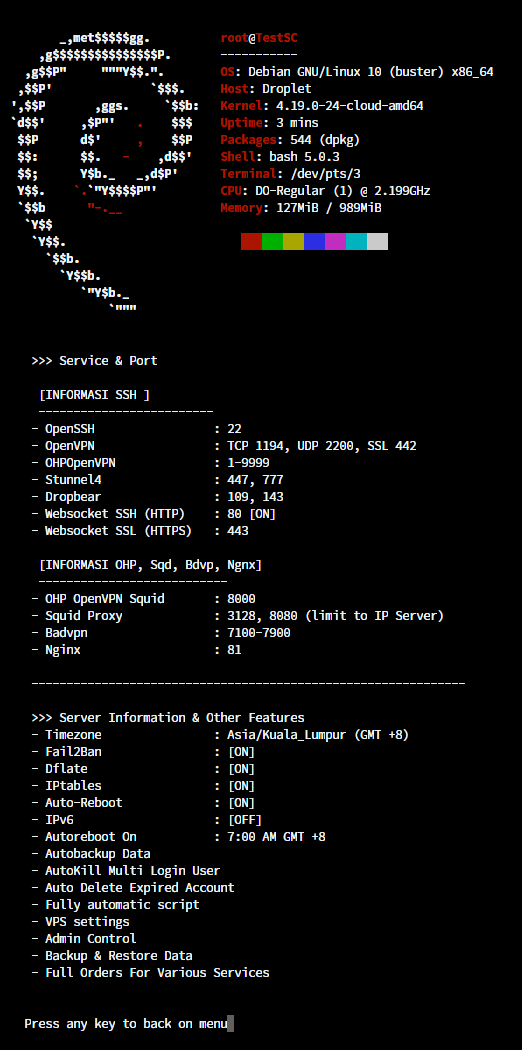 root@TestSC
-----------
OS: Debian GNU/Linux 10 (buster) x86_64
Host: Droplet
Kernel: 4.19.0-24-cloud-amd64
Uptime: 3 mins
Packages: 544 (dpkg)
Shell: bash 5.0.3
Terminal: /dev/pts/3
CPU: DO-Regular (1) @ 2.199GHz
Memory: 127MiB / 989MiB
>>> Service & Port
[INFORMASI SSH ]
-------------------------
- OpenSSH : 22
- OpenVPN : TCP 1194, UDP 2200, SSL 442
- OHPOpenVPN : 1-9999
- Stunnel4 : 447, 777
- Dropbear : 109, 143
- Websocket SSH (HTTP) : 80 [ON]
- Websocket SSL (HTTPS) : 443
[INFORMASI OHP, Sqd, Bdvp, Ngnx]
---------------------------
- OHP OpenVPN Squid : 8000
- Squid Proxy : 3128, 8080 (limit to IP Server)
- Badvpn : 7100-7900
- Nginx : 81
--------------------------------------------------------------
>>> Server Information & Other Features
- Timezone : Asia/Kuala_Lumpur (GMT +8)
- Fail2Ban : [ON]
- Dflate : [ON]
- IPtables : [ON]
- Auto-Reboot : [ON]
- IPv6 : [OFF]
- Autoreboot On : 7:00 AM GMT +8
- Autobackup Data
- AutoKill Multi Login User
- Auto Delete Expired Account
- Fully automatic script
- VPS settings
- Admin Control
- Backup & Restore Data
- Full Orders For Various Services
Press any key to back on menu